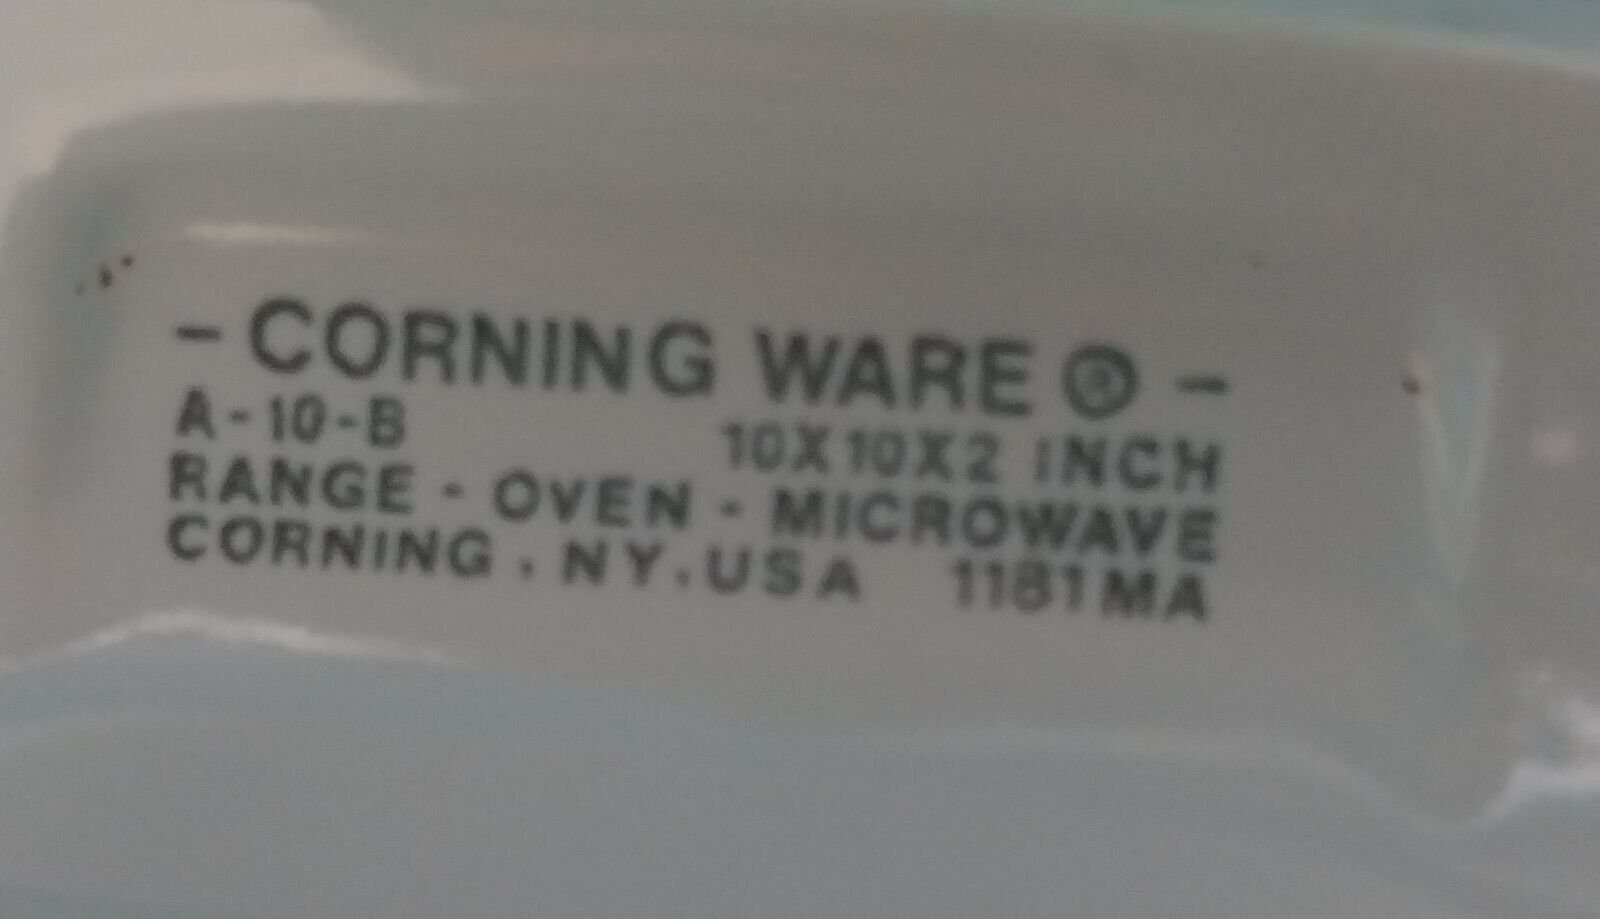 - CORNING WARE ® -
A-10-B 10X10X2 INCH
RANGE - OVEN - MICROWAVE
CORNING . NY . USA 1181MA